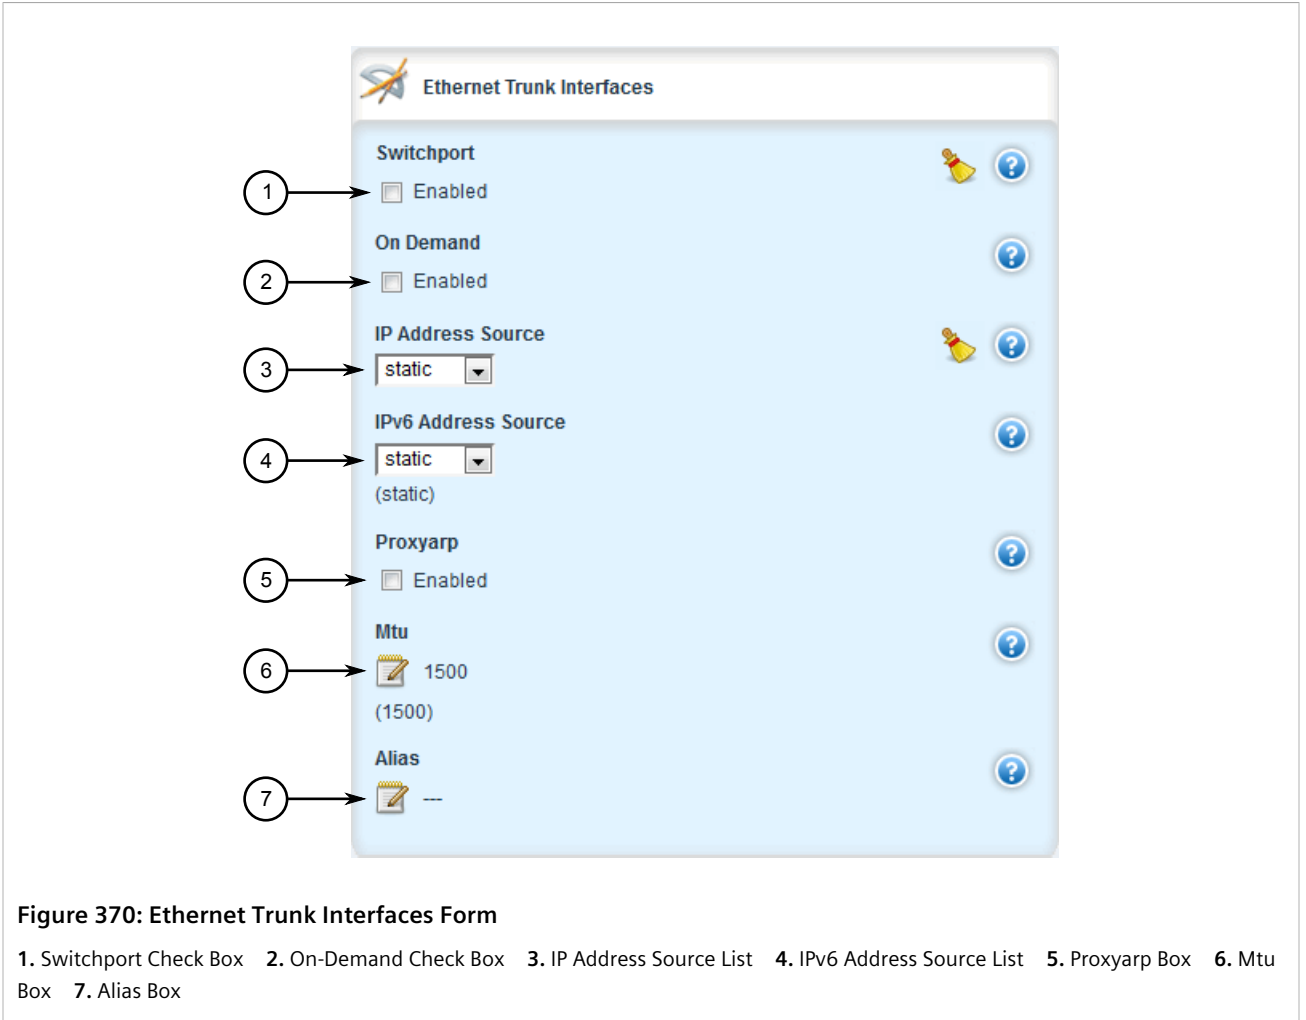 Ethernet Trunk Interfaces
Switchport
1 Enabled
On Demand
2 Enabled
IP Address Source
3 static
IPv6 Address Source
4 static
(static)
Proxyarp
5 Enabled
Mtu
6 1500
(1500)
Alias
7 ---
Figure 370: Ethernet Trunk Interfaces Form
1. Switchport Check Box 2. On-Demand Check Box 3. IP Address Source List 4. IPv6 Address Source List 5. Proxyarp Box 6. Mtu
Box 7. Alias Box